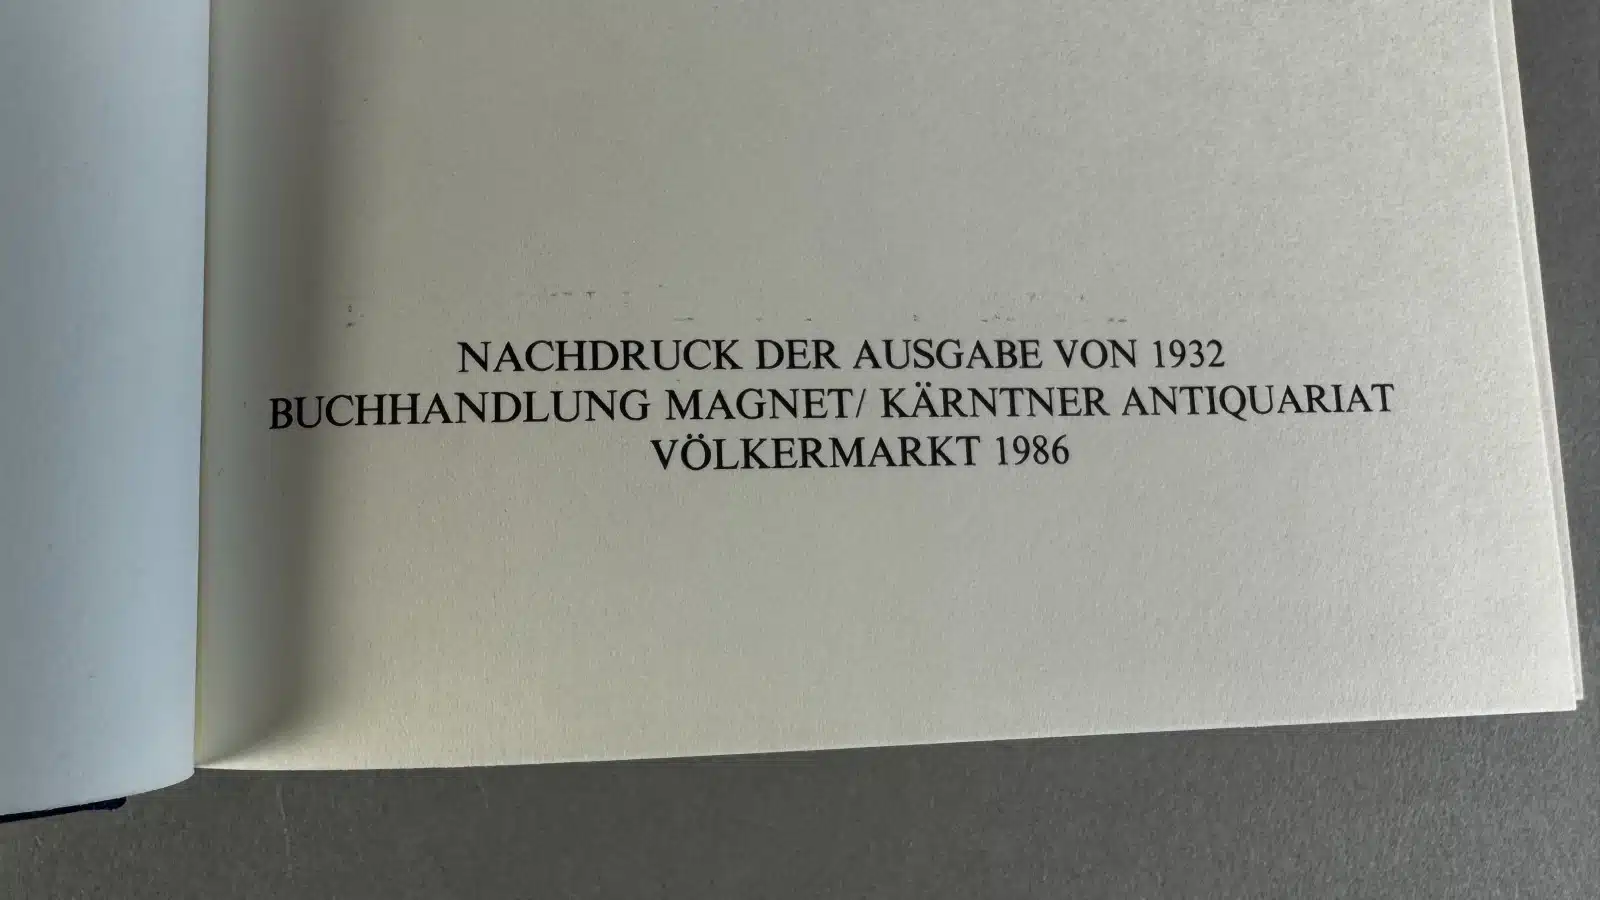 NACHDRUCK DER AUSGABE VON 1932
BUCHHANDLUNG MAGNET/ KÄRNTNER ANTIQUARIAT
VÖLKERMARKT 1986